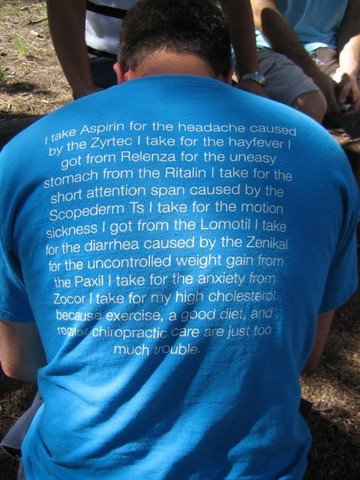 I take Aspirin for the headache caused
by the Zyrtec I take for the hayfever I
got from Relenza for the uneasy
stomach from the Ritalin I take for the
short attention span caused by the
Scopederm Ts I take for the motion
sickness I got from the Lomotil I take
for the diarrhea caused by the Zenikal
for the uncontrolled weight gain from
the Paxil I take for the anxiety from
Zocor I take for my high cholesterol
because exercise, a good diet, and
regular chiropractic care are just too
much trouble.